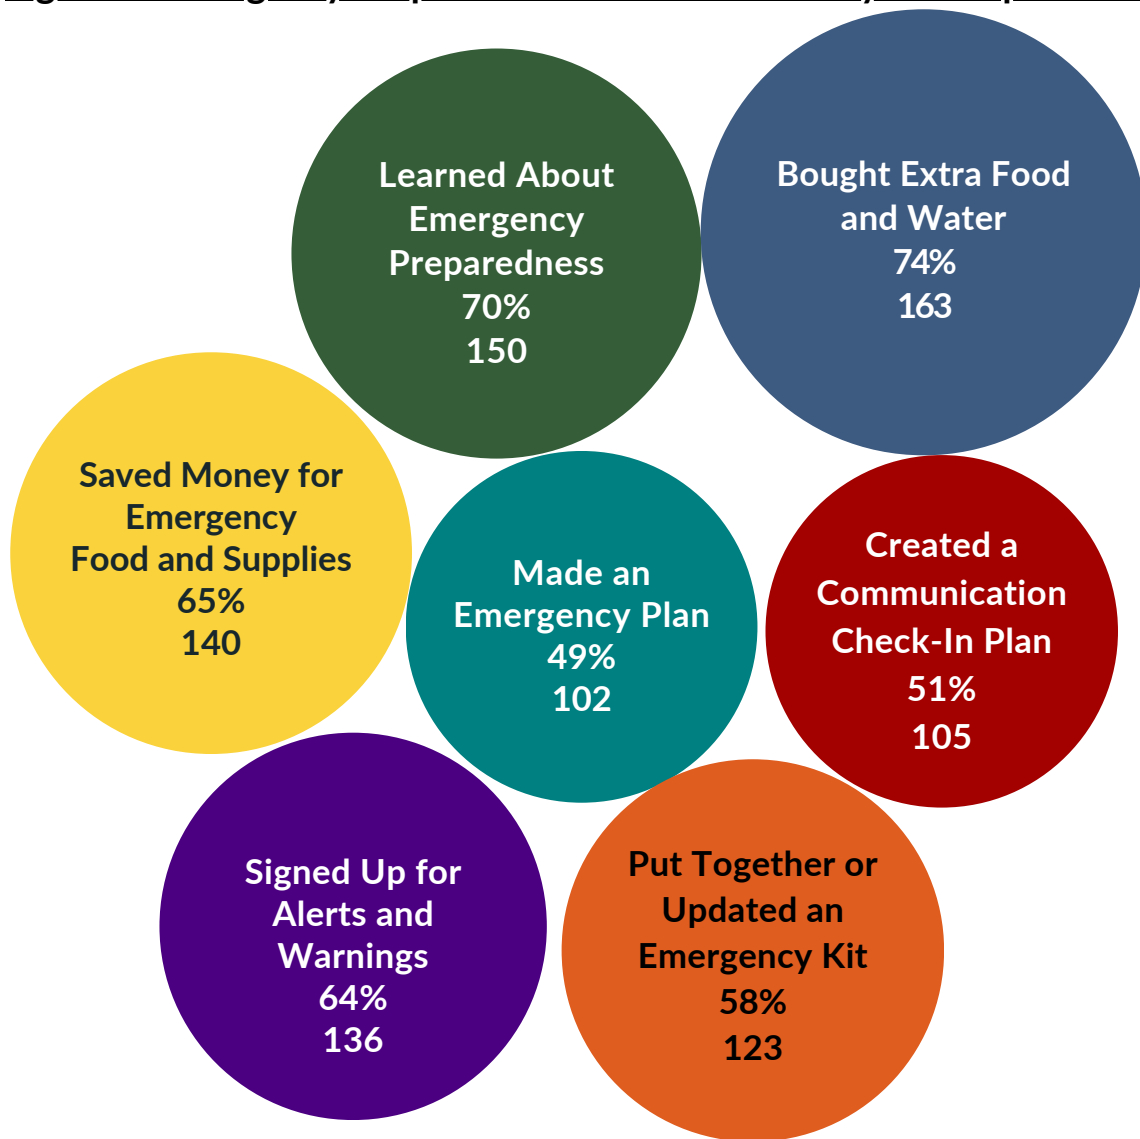 Learned About
Emergency
Preparedness
70%
150
Bought Extra Food
and Water
74%
163
Saved Money for
Emergency
Food and Supplies
65%
140
Made an
Emergency Plan
49%
102
Created a
Communication
Check-In Plan
51%
105
Signed Up for
Alerts and
Warnings
64%
136
Put Together or
Updated an
Emergency Kit
58%
123